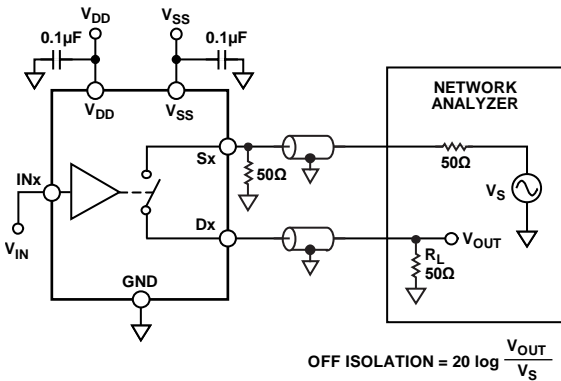 VDD
VSS
0.1µF
0.1µF
VDD
VSS
NETWORK
ANALYZER
Sx
50Ω
50Ω
INx
VS
VIN
Dx
VOUT
RL
50Ω
GND
OFF ISOLATION = 20 log VOUT
VS